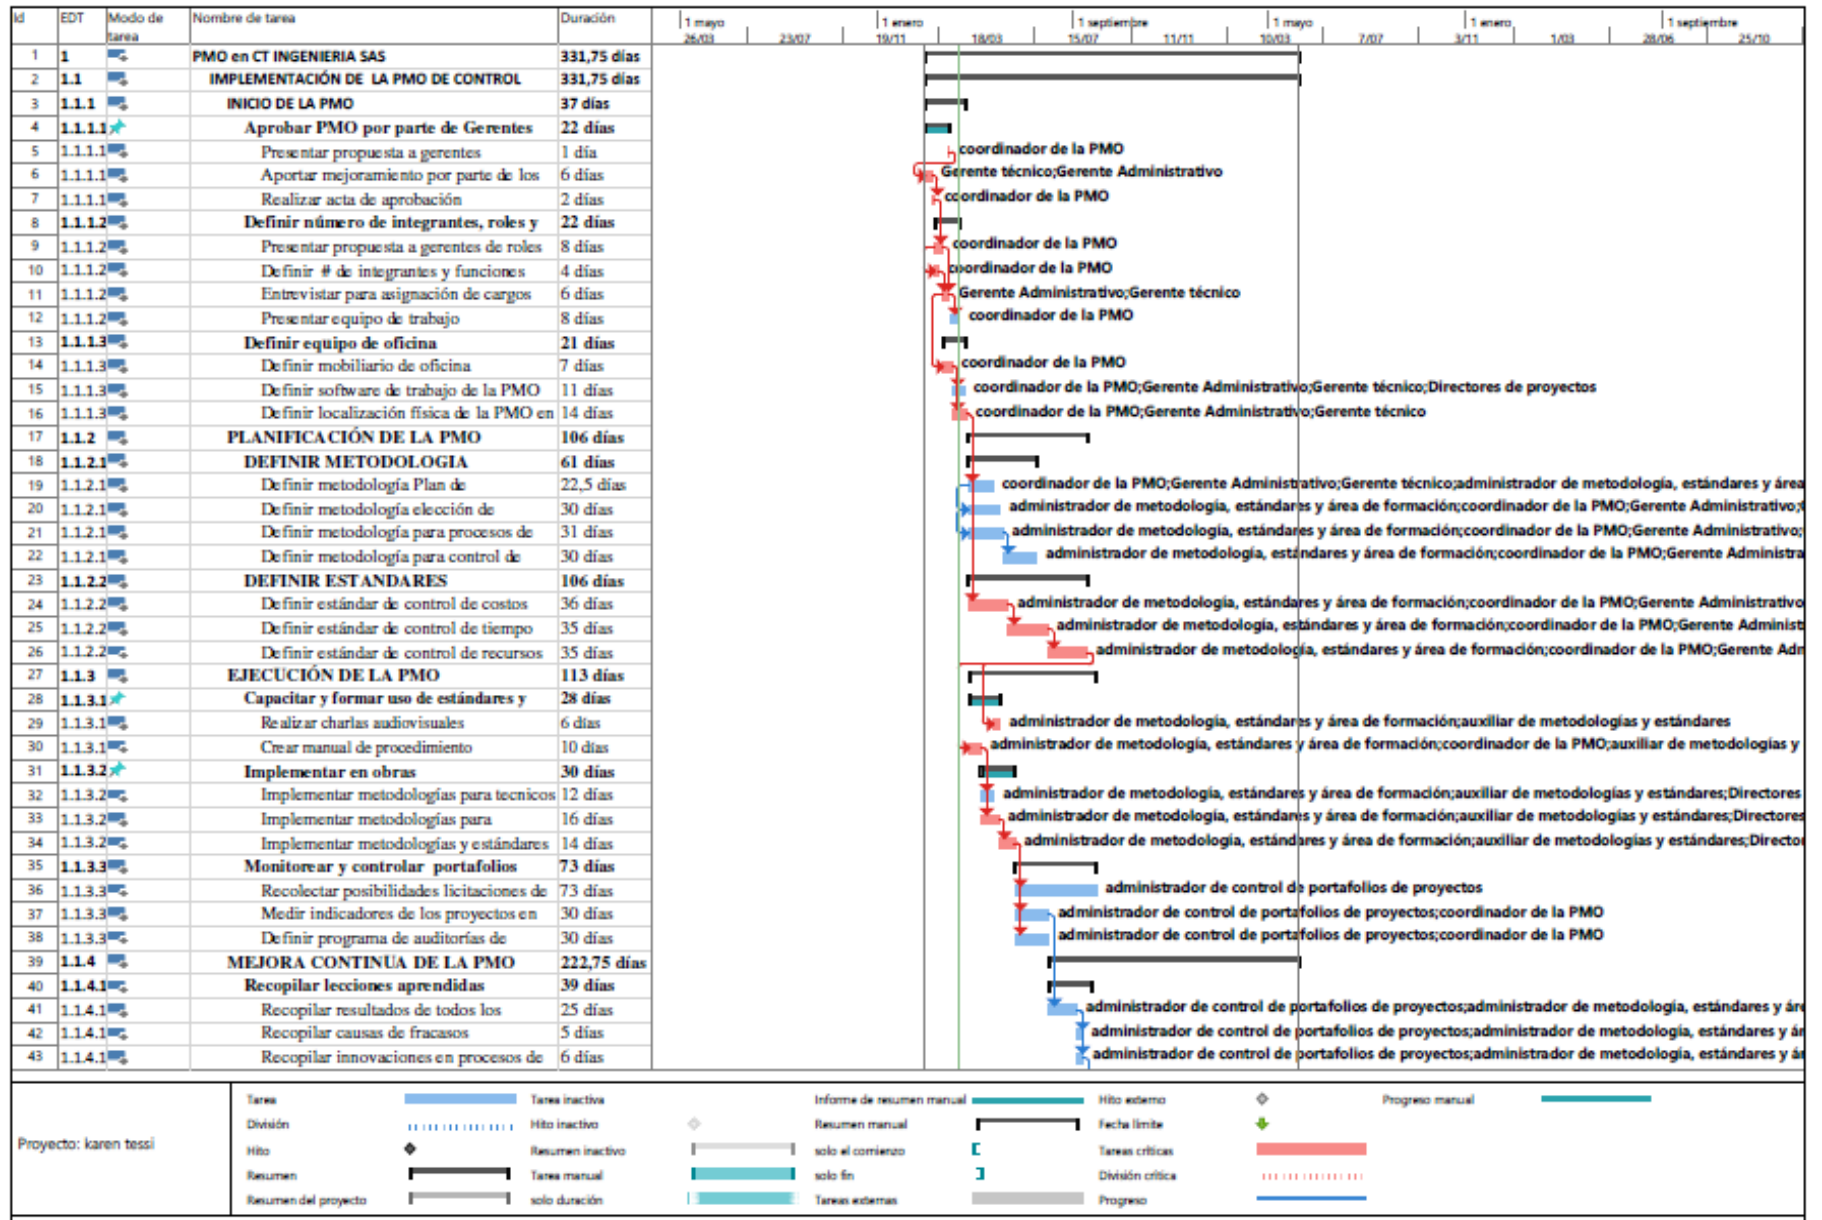 Id EDT Modo de tarea Nombre de tarea Duración
1 mayo 1 enero 1 septiembre 1 mayo 1 enero 1 septiembre
26/03 23/07 19/11 18/03 15/07 11/11 10/03 7/07 3/11 1/03 28/06 25/10
1 1 PMO en CT INGENIERIA SAS 331,75 días
2 1.1 IMPLEMENTACIÓN DE LA PMO DE CONTROL 331,75 días
3 1.1.1 INICIO DE LA PMO 37 días
4 1.1.1.1 Aprobar PMO por parte de Gerentes 22 días
5 1.1.1.1 Presentar propuesta a gerentes 1 día coordinador de la PMO
6 1.1.1.1 Aportar mejoramiento por parte de los 6 días Gerente técnico;Gerente Administrativo
7 1.1.1.1 Realizar acta de aprobación 2 días coordinador de la PMO
8 1.1.1.2 Definir número de integrantes, roles y 22 días
9 1.1.1.2 Presentar propuesta a gerentes de roles 8 días coordinador de la PMO
10 1.1.1.2 Definir # de integrantes y funciones 4 días coordinador de la PMO
11 1.1.1.2 Entrevistar para asignación de cargos 6 días Gerente Administrativo;Gerente técnico
12 1.1.1.2 Presentar equipo de trabajo 8 días coordinador de la PMO
13 1.1.1.3 Definir equipo de oficina 21 días
14 1.1.1.3 Definir mobiliario de oficina 7 días coordinador de la PMO
15 1.1.1.3 Definir software de trabajo de la PMO 11 días coordinador de la PMO;Gerente Administrativo;Gerente técnico;Directores de proyectos
16 1.1.1.3 Definir localización física de la PMO en 14 días coordinador de la PMO;Gerente Administrativo;Gerente técnico
17 1.1.2 PLANIFICACIÓN DE LA PMO 106 días
18 1.1.2.1 DEFINIR METODOLOGIA 61 días
19 1.1.2.1 Definir metodología Plan de 22,5 días coordinador de la PMO;Gerente Administrativo;Gerente técnico;administrador de metodología, estándares y área
20 1.1.2.1 Definir metodología elección de 30 días administrador de metodología, estándares y área de formación;coordinador de la PMO;Gerente Administrativo;
21 1.1.2.1 Definir metodología para procesos de 31 días administrador de metodología, estándares y área de formación;coordinador de la PMO;Gerente Administrativo;
22 1.1.2.1 Definir metodología para control de 30 días administrador de metodología, estándares y área de formación;coordinador de la PMO;Gerente Administra
23 1.1.2.2 DEFINIR ESTANDARES 106 días
24 1.1.2.2 Definir estándar de control de costos 36 días administrador de metodología, estándares y área de formación;coordinador de la PMO;Gerente Administrativo
25 1.1.2.2 Definir estándar de control de tiempo 35 días administrador de metodología, estándares y área de formación;coordinador de la PMO;Gerente Administ
26 1.1.2.2 Definir estándar de control de recursos 35 días administrador de metodología, estándares y área de formación;coordinador de la PMO;Gerente Adm
27 1.1.3 EJECUCIÓN DE LA PMO 113 días
28 1.1.3.1 Capacitar y formar uso de estándares y 28 días
29 1.1.3.1 Realizar charlas audiovisuales 6 días administrador de metodología, estándares y área de formación;auxiliar de metodologías y estándares
30 1.1.3.1 Crear manual de procedimiento 10 días administrador de metodología, estándares y área de formación;coordinador de la PMO;auxiliar de metodologías y
31 1.1.3.2 Implementar en obras 30 días
32 1.1.3.2 Implementar metodologías para tecnicos 12 días administrador de metodología, estándares y área de formación;auxiliar de metodologías y estándares;Directores
33 1.1.3.2 Implementar metodologías para 16 días administrador de metodología, estándares y área de formación;auxiliar de metodologías y estándares;Directores
34 1.1.3.2 Implementar metodologías y estándares 14 días administrador de metodología, estándares y área de formación;auxiliar de metodologías y estándares;Director
35 1.1.3.3 Monitorear y controlar portafolios 73 días
36 1.1.3.3 Recolectar posibilidades licitaciones de 73 días administrador de control de portafolios de proyectos
37 1.1.3.3 Medir indicadores de los proyectos en 30 días administrador de control de portafolios de proyectos;coordinador de la PMO
38 1.1.3.3 Definir programa de auditorías de 30 días administrador de control de portafolios de proyectos;coordinador de la PMO
39 1.1.4 MEJORA CONTINUA DE LA PMO 222,75 días
40 1.1.4.1 Recopilar lecciones aprendidas 39 días
41 1.1.4.1 Recopilar resultados de todos los 25 días administrador de control de portafolios de proyectos;administrador de metodología, estándares y áre
42 1.1.4.1 Recopilar causas de fracasos 5 días administrador de control de portafolios de proyectos;administrador de metodología, estándares y ár
43 1.1.4.1 Recopilar innovaciones en procesos de 6 días administrador de control de portafolios de proyectos;administrador de metodología, estándares y á
Proyecto: karen tessi
Tarea Tarea inactiva Informe de resumen manual Hito externo Progreso manual
División Hito inactivo Resumen manual Fecha límite
Hito Resumen inactivo solo el comienzo Tareas críticas
Resumen Tarea manual solo fin División crítica
Resumen del proyecto solo duración Tareas externas Progreso